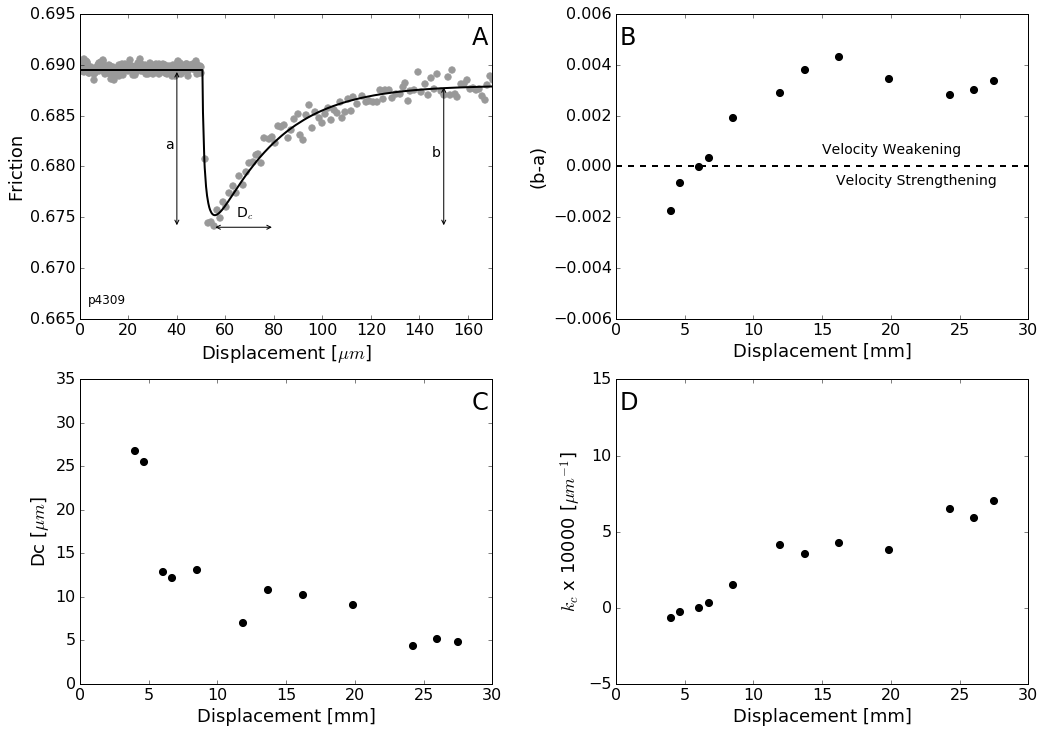 A
0.695
0.690
0.685
0.680
0.675
0.670
0.665
Friction
a
b
D_c
p4309
0 20 40 60 80 100 120 140 160
Displacement [μm]
B
0.006
0.004
0.002
0.000
−0.002
−0.004
−0.006
(b-a)
Velocity Weakening
Velocity Strengthening
0 5 10 15 20 25 30
Displacement [mm]
C
35
30
25
20
15
10
5
0
Dc [μm]
0 5 10 15 20 25 30
Displacement [mm]
D
15
10
5
0
−5
k_c x 10000 [μm⁻¹]
0 5 10 15 20 25 30
Displacement [mm]